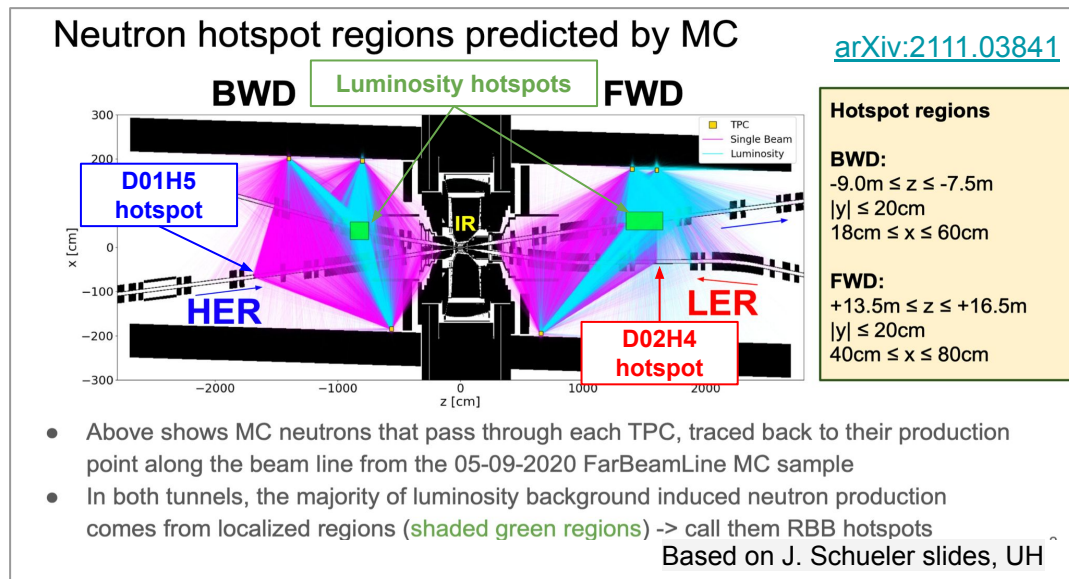 Neutron hotspot regions predicted by MC
arXiv:2111.03841
BWD
Luminosity hotspots
FWD
300
200
100
0
−100
−200
−300
x [cm]
−2000
−1000
0
1000
2000
z [cm]
TPC
Single Beam
Luminosity
D01H5
hotspot
IR
HER
LER
D02H4
hotspot
Hotspot regions
BWD:
-9.0m ≤ z ≤ -7.5m
|y| ≤ 20cm
18cm ≤ x ≤ 60cm
FWD:
+13.5m ≤ z ≤ +16.5m
|y| ≤ 20cm
40cm ≤ x ≤ 80cm
● Above shows MC neutrons that pass through each TPC, traced back to their production
point along the beam line from the 05-09-2020 FarBeamLine MC sample
● In both tunnels, the majority of luminosity background induced neutron production
comes from localized regions (shaded green regions) -> call them RBB hotspots
Based on J. Schueler slides, UH